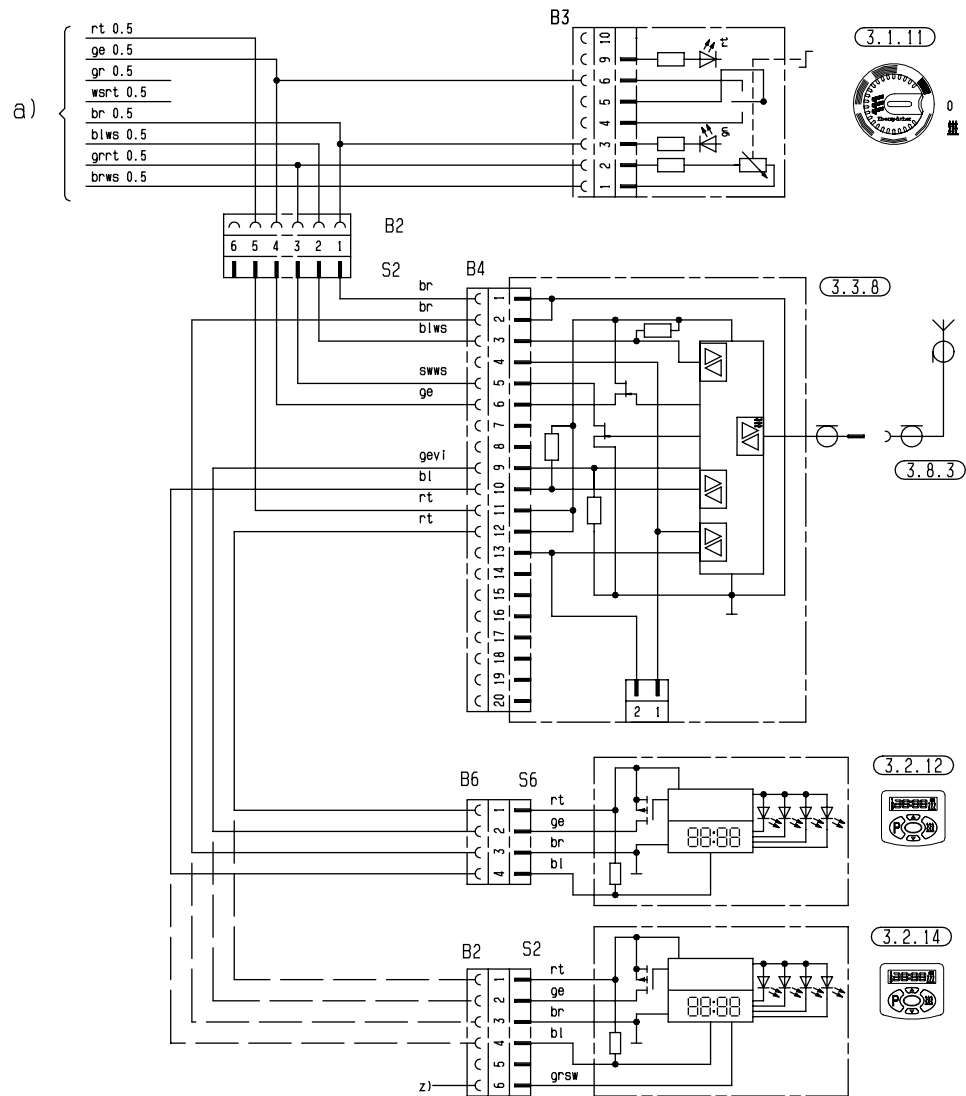 rt 0.5
ge 0.5
gr 0.5
wsrt 0.5
br 0.5
blws 0.5
grrt 0.5
brws 0.5
a)
B3
10
9
6
5
4
3
2
1
rt
3.1.11
Eberspächer
0
B2
6 5 4 3 2 1
S2
B4
br
br
blws
swws
ge
gevi
bl
rt
rt
1
2
3
4
5
6
7
8
9
10
11
12
13
14
15
16
17
18
19
20
2 1
3.3.8
3.8.3
B6
S6
1
2
3
4
rt
ge
br
bl
88:88
3.2.12
P
B2
S2
1
2
3
4
5
6
rt
ge
br
bl
grsw
z)
88:88
3.2.14
P